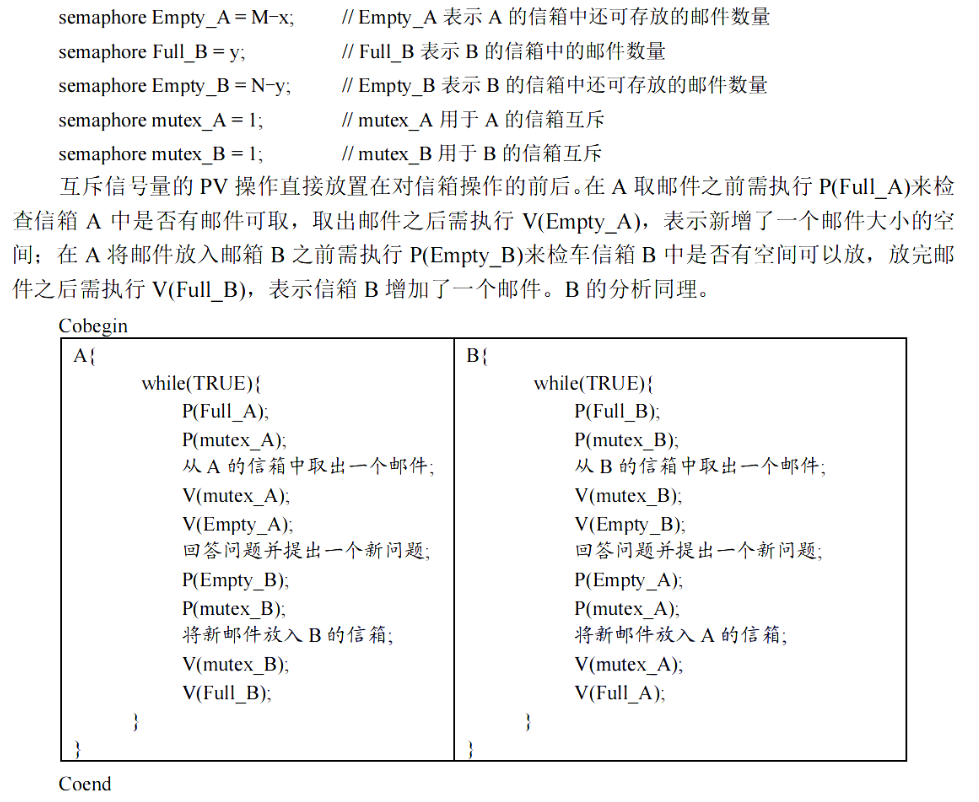 semaphore Empty_A = M-x; // Empty_A 表示 A 的信箱中还可存放的邮件数量
semaphore Full_B = y; // Full_B 表示 B 的信箱中的邮件数量
semaphore Empty_B = N-y; // Empty_B 表示 B 的信箱中还可存放的邮件数量
semaphore mutex_A = 1; // mutex_A 用于 A 的信箱互斥
semaphore mutex_B = 1; // mutex_B 用于 B 的信箱互斥
互斥信号量的 PV 操作直接放置在对信箱操作的前后。在 A 取邮件之前需执行 P(Full_A)来检
查信箱 A 中是否有邮件可取，取出邮件之后需执行 V(Empty_A)，表示新增了一个邮件大小的空
间；在 A 将邮件放入邮箱 B 之前需执行 P(Empty_B)来检车信箱 B 中是否有空间可以放，放完邮
件之后需执行 V(Full_B)，表示信箱 B 增加了一个邮件。B 的分析同理。
Cobegin
A{
while(TRUE){
P(Full_A);
P(mutex_A);
从 A 的信箱中取出一个邮件;
V(mutex_A);
V(Empty_A);
回答问题并提出一个新问题;
P(Empty_B);
P(mutex_B);
将新邮件放入 B 的信箱;
V(mutex_B);
V(Full_B);
}
}
B{
while(TRUE){
P(Full_B);
P(mutex_B);
从 B 的信箱中取出一个邮件;
V(mutex_B);
V(Empty_B);
回答问题并提出一个新问题;
P(Empty_A);
P(mutex_A);
将新邮件放入 A 的信箱;
V(mutex_A);
V(Full_A);
}
}
Coend